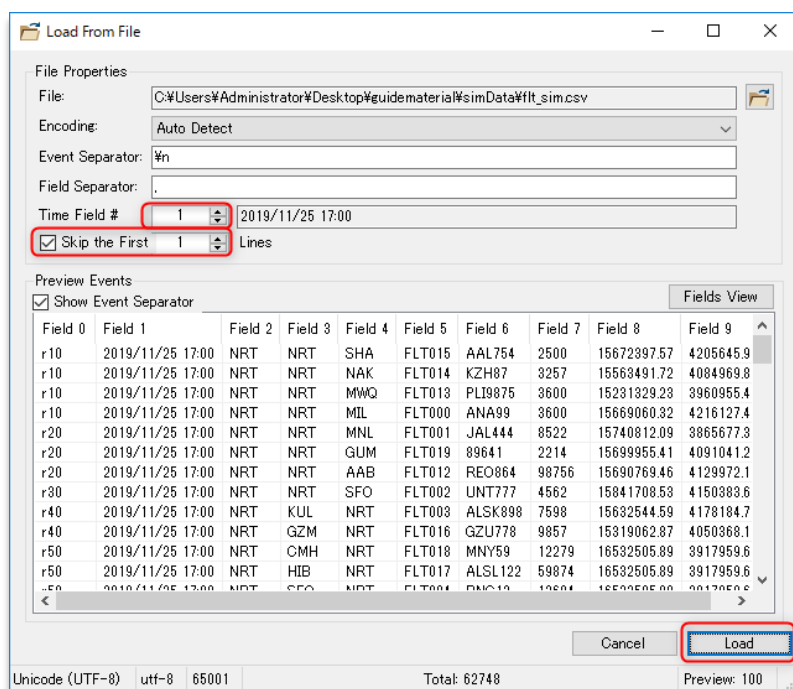 Load From File
File Properties
File: C:¥Users¥Administrator¥Desktop¥guidematerial¥simData¥flt_sim.csv
Encoding: Auto Detect
Event Separator: ¥n
Field Separator: ,
Time Field # 1 2019/11/25 17:00
Skip the First 1 Lines
Preview Events
Show Event Separator Fields View
Field 0 Field 1 Field 2 Field 3 Field 4 Field 5 Field 6 Field 7 Field 8 Field 9
r10 2019/11/25 17:00 NRT NRT SHA FLT015 AAL754 2500 15672397.57 4205645.9
r10 2019/11/25 17:00 NRT NRT NAK FLT014 KZH87 3257 15563491.72 4084969.8
r10 2019/11/25 17:00 NRT NRT MWQ FLT013 PLI9875 3600 15231329.23 3960955.4
r10 2019/11/25 17:00 NRT NRT MIL FLT000 ANA99 3600 15669060.32 4216127.4
r20 2019/11/25 17:00 NRT NRT MNL FLT001 JAL444 8522 15740812.09 3865677.3
r20 2019/11/25 17:00 NRT NRT GUM FLT019 89641 2214 15699955.41 4091041.2
r20 2019/11/25 17:00 NRT NRT AAB FLT012 REO864 98756 15690769.46 4129972.1
r30 2019/11/25 17:00 NRT NRT SFO FLT002 UNT777 4562 15841708.53 4150383.6
r40 2019/11/25 17:00 NRT KUL NRT FLT003 ALSK898 7598 15632544.59 4178184.7
r40 2019/11/25 17:00 NRT GZM NRT FLT016 GZU778 9857 15319062.87 4050368.1
r50 2019/11/25 17:00 NRT CMH NRT FLT018 MNY59 12279 16532505.89 3917959.6
r50 2019/11/25 17:00 NRT HIB NRT FLT017 ALSL122 59874 16532505.89 3917959.6
Cancel Load
Unicode (UTF-8) utf-8 65001 Total: 62748 Preview: 100